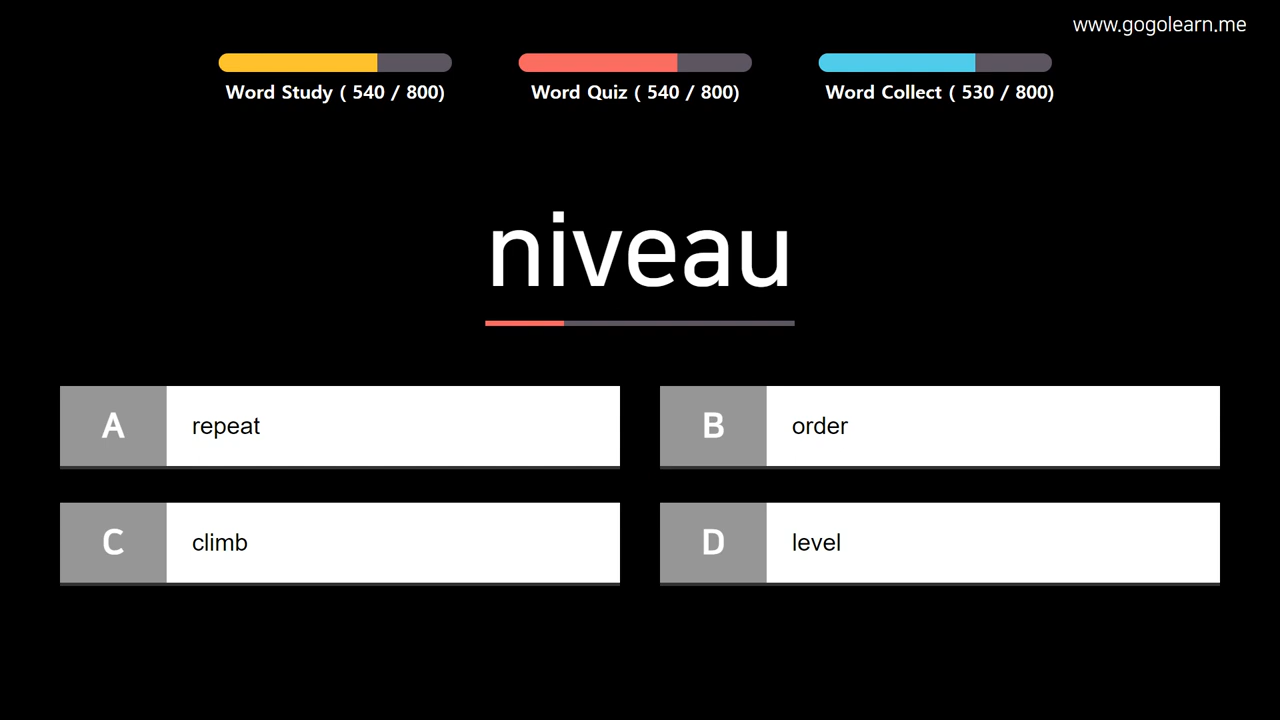 www.gogolearn.me
Word Study ( 540 / 800)
Word Quiz ( 540 / 800)
Word Collect ( 530 / 800)
niveau
A repeat
B order
C climb
D level